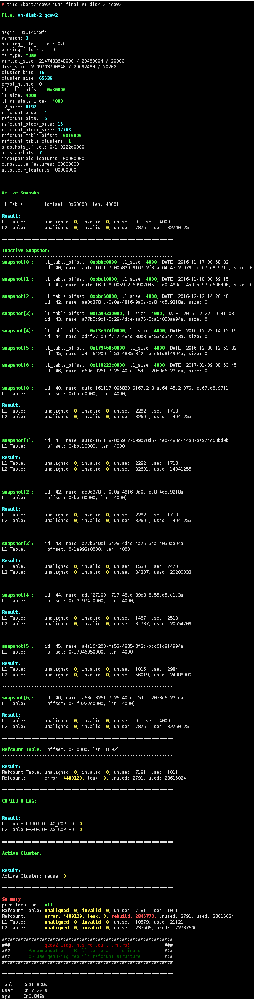 # time /boot/qcow2-dump.final vm-disk-2.qcow2
File: vm-disk-2.qcow2
----------------------------------------------------------------
magic: 0x514649fb
version: 3
backing_file_offset: 0x0
backing_file_size: 0
fs_type: fuse
virtual_size: 2147483648000 / 2048000M / 2000G
disk_size: 2169763790848 / 2069248M / 2020G
cluster_bits: 16
cluster_size: 65536
crypt_method: 0
l1_table_offset: 0x30000
l1_size: 4000
l1_vm_state_index: 4000
l2_size: 8192
refcount_order: 4
refcount_bits: 16
refcount_block_bits: 15
refcount_block_size: 32768
refcount_table_offset: 0x10000
refcount_table_clusters: 1
snapshots_offset: 0x1f9222d0000
nb_snapshots: 7
incompatible_features: 00000000
compatible_features: 00000000
autoclear_features: 00000000
================================================================
Active Snapshot:
----------------------------------------------------------------
L1 Table:       [offset: 0x30000, len: 4000]
Result:
L1 Table:       unaligned: 0, invalid: 0, unused: 0, used: 4000
L2 Table:       unaligned: 0, invalid: 0, unused: 7875, used: 32760125
================================================================
Inactive Snapshot:
----------------------------------------------------------------
snapshot[0]:    l1_table_offset: 0xbbbe0000, l1_size: 4000, DATE: 2016-11-17 00:58:32
                id: 40, name: auto-161117-005830-9167a2f8-ab64-45b2-979b-cc67ad8c9711, size: 0
snapshot[1]:    l1_table_offset: 0xbbc10000, l1_size: 4000, DATE: 2016-11-18 00:59:15
                id: 41, name: auto-161118-005912-699070d5-1ce0-488c-b4b8-be97cc63bd9b, size: 0
snapshot[2]:    l1_table_offset: 0xbbc60000, l1_size: 4000, DATE: 2016-12-12 14:26:48
                id: 42, name: ae0d378fc-0e0a-4816-9a0a-ca8f4d5b9218a, size: 0
snapshot[3]:    l1_table_offset: 0x1a993a0000, l1_size: 4000, DATE: 2016-12-22 10:41:08
                id: 43, name: a77b5c9cf-5d28-4dde-aa75-5ca14050ae94a, size: 0
snapshot[4]:    l1_table_offset: 0x13e974f0000, l1_size: 4000, DATE: 2016-12-23 14:15:19
                id: 44, name: adef27100-f717-48cd-89c8-8c55cd5bc1b3a, size: 0
snapshot[5]:    l1_table_offset: 0x17946050000, l1_size: 4000, DATE: 2016-12-30 12:53:32
                id: 45, name: a4a164200-fe53-4885-8f2c-bbc61d8f4994a, size: 0
snapshot[6]:    l1_table_offset: 0x1f9222c0000, l1_size: 4000, DATE: 2017-01-09 08:53:45
                id: 46, name: a63e1326f-7c26-40ec-b5db-f2058e6d23bea, size: 0
----------------------------------------------------------------
snapshot[0]:    id: 40, name: auto-161117-005830-9167a2f8-ab64-45b2-979b-cc67ad8c9711
L1 Table:       [offset: 0xbbbe0000, len: 4000]
Result:
L1 Table:       unaligned: 0, invalid: 0, unused: 2282, used: 1718
L2 Table:       unaligned: 0, invalid: 0, unused: 32601, used: 14041255
----------------------------------------------------------------
snapshot[1]:    id: 41, name: auto-161118-005912-699070d5-1ce0-488c-b4b8-be97cc63bd9b
L1 Table:       [offset: 0xbbc10000, len: 4000]
Result:
L1 Table:       unaligned: 0, invalid: 0, unused: 2282, used: 1718
L2 Table:       unaligned: 0, invalid: 0, unused: 32601, used: 14041255
----------------------------------------------------------------
snapshot[2]:    id: 42, name: ae0d378fc-0e0a-4816-9a0a-ca8f4d5b9218a
L1 Table:       [offset: 0xbbc60000, len: 4000]
Result:
L1 Table:       unaligned: 0, invalid: 0, unused: 2282, used: 1718
L2 Table:       unaligned: 0, invalid: 0, unused: 32601, used: 14041255
----------------------------------------------------------------
snapshot[3]:    id: 43, name: a77b5c9cf-5d28-4dde-aa75-5ca14050ae94a
L1 Table:       [offset: 0x1a993a0000, len: 4000]
Result:
L1 Table:       unaligned: 0, invalid: 0, unused: 1530, used: 2470
L2 Table:       unaligned: 0, invalid: 0, unused: 34207, used: 20200033
----------------------------------------------------------------
snapshot[4]:    id: 44, name: adef27100-f717-48cd-89c8-8c55cd5bc1b3a
L1 Table:       [offset: 0x13e974f0000, len: 4000]
Result:
L1 Table:       unaligned: 0, invalid: 0, unused: 1487, used: 2513
L2 Table:       unaligned: 0, invalid: 0, unused: 31787, used: 20554709
----------------------------------------------------------------
snapshot[5]:    id: 45, name: a4a164200-fe53-4885-8f2c-bbc61d8f4994a
L1 Table:       [offset: 0x17946050000, len: 4000]
Result:
L1 Table:       unaligned: 0, invalid: 0, unused: 1016, used: 2984
L2 Table:       unaligned: 0, invalid: 0, unused: 56019, used: 24388909
----------------------------------------------------------------
snapshot[6]:    id: 46, name: a63e1326f-7c26-40ec-b5db-f2058e6d23bea
L1 Table:       [offset: 0x1f9222c0000, len: 4000]
Result:
L1 Table:       unaligned: 0, invalid: 0, unused: 0, used: 4000
L2 Table:       unaligned: 0, invalid: 0, unused: 7875, used: 32760125
================================================================
Refcount Table: [offset: 0x10000, len: 8192]
----------------------------------------------------------------
Result:
Refcount Table: unaligned: 0, invalid: 0, unused: 7181, used: 1011
Refcount:       error: 4489129, leak: 0, unused: 2791, used: 28615024
================================================================
COPIED OFLAG:
----------------------------------------------------------------
Result:
L1 Table ERROR OFLAG_COPIED: 0
L2 Table ERROR OFLAG_COPIED: 0
================================================================
Active Cluster:
----------------------------------------------------------------
Result:
Active Cluster: reuse: 0
================================================================
Summary:
preallocation:  off
Refcount Table: unaligned: 0, invalid: 0, unused: 7181, used: 1011
Refcount:       error: 4489129, leak: 0, rebuild: 2846773, unused: 2791, used: 28615024
L1 Table:       unaligned: 0, invalid: 0, unused: 10879, used: 21121
L2 Table:       unaligned: 0, invalid: 0, unused: 235566, used: 172787666
################################################################
###             qcow2 image has refcount errors!             ###
###       Recommendation: -R all to repair the image!        ###
###       OR use qemu-img rebuild refcount structure!        ###
################################################################
================================================================
real    0m31.809s
user    0m17.221s
sys     0m0.849s